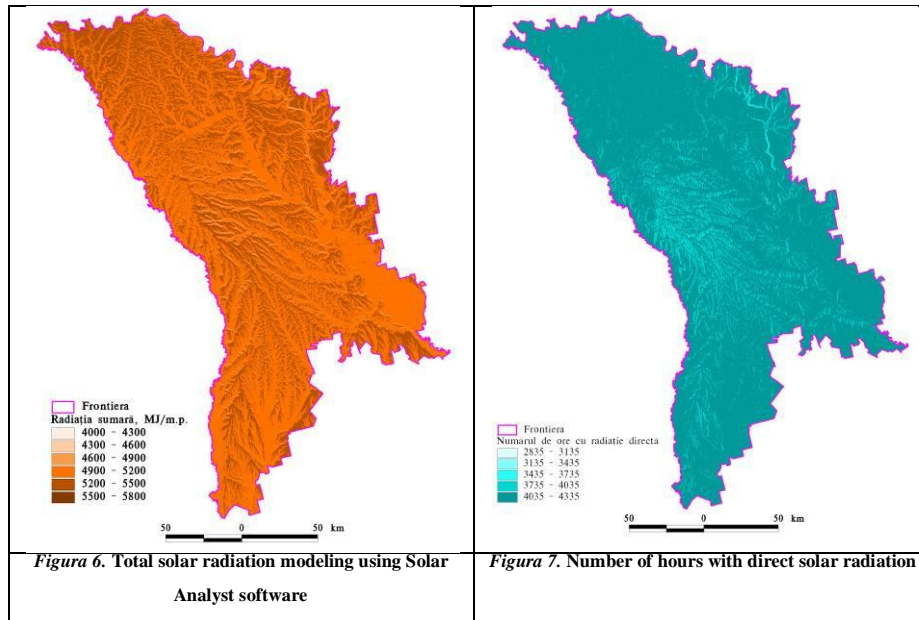 Frontiera
Radiația sumară, MJ/m.p.
4000 - 4300
4300 - 4600
4600 - 4900
4900 - 5200
5200 - 5500
5500 - 5800
50 0 50 km
Figura 6. Total solar radiation modeling using Solar
Analyst software
Frontiera
Numarul de ore cu radiatie directa
2835 - 3135
3135 - 3435
3435 - 3735
3735 - 4035
4035 - 4335
50 0 50 km
Figura 7. Number of hours with direct solar radiation